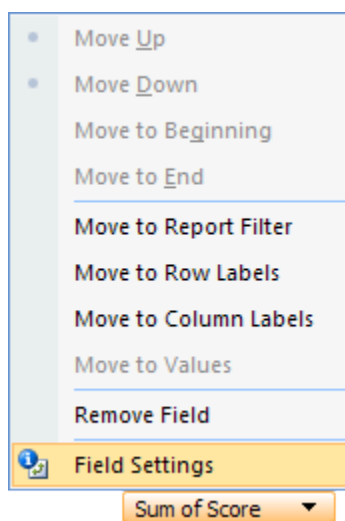 Move Up
Move Down
Move to Beginning
Move to End
Move to Report Filter
Move to Row Labels
Move to Column Labels
Move to Values
Remove Field
Field Settings
Sum of Score